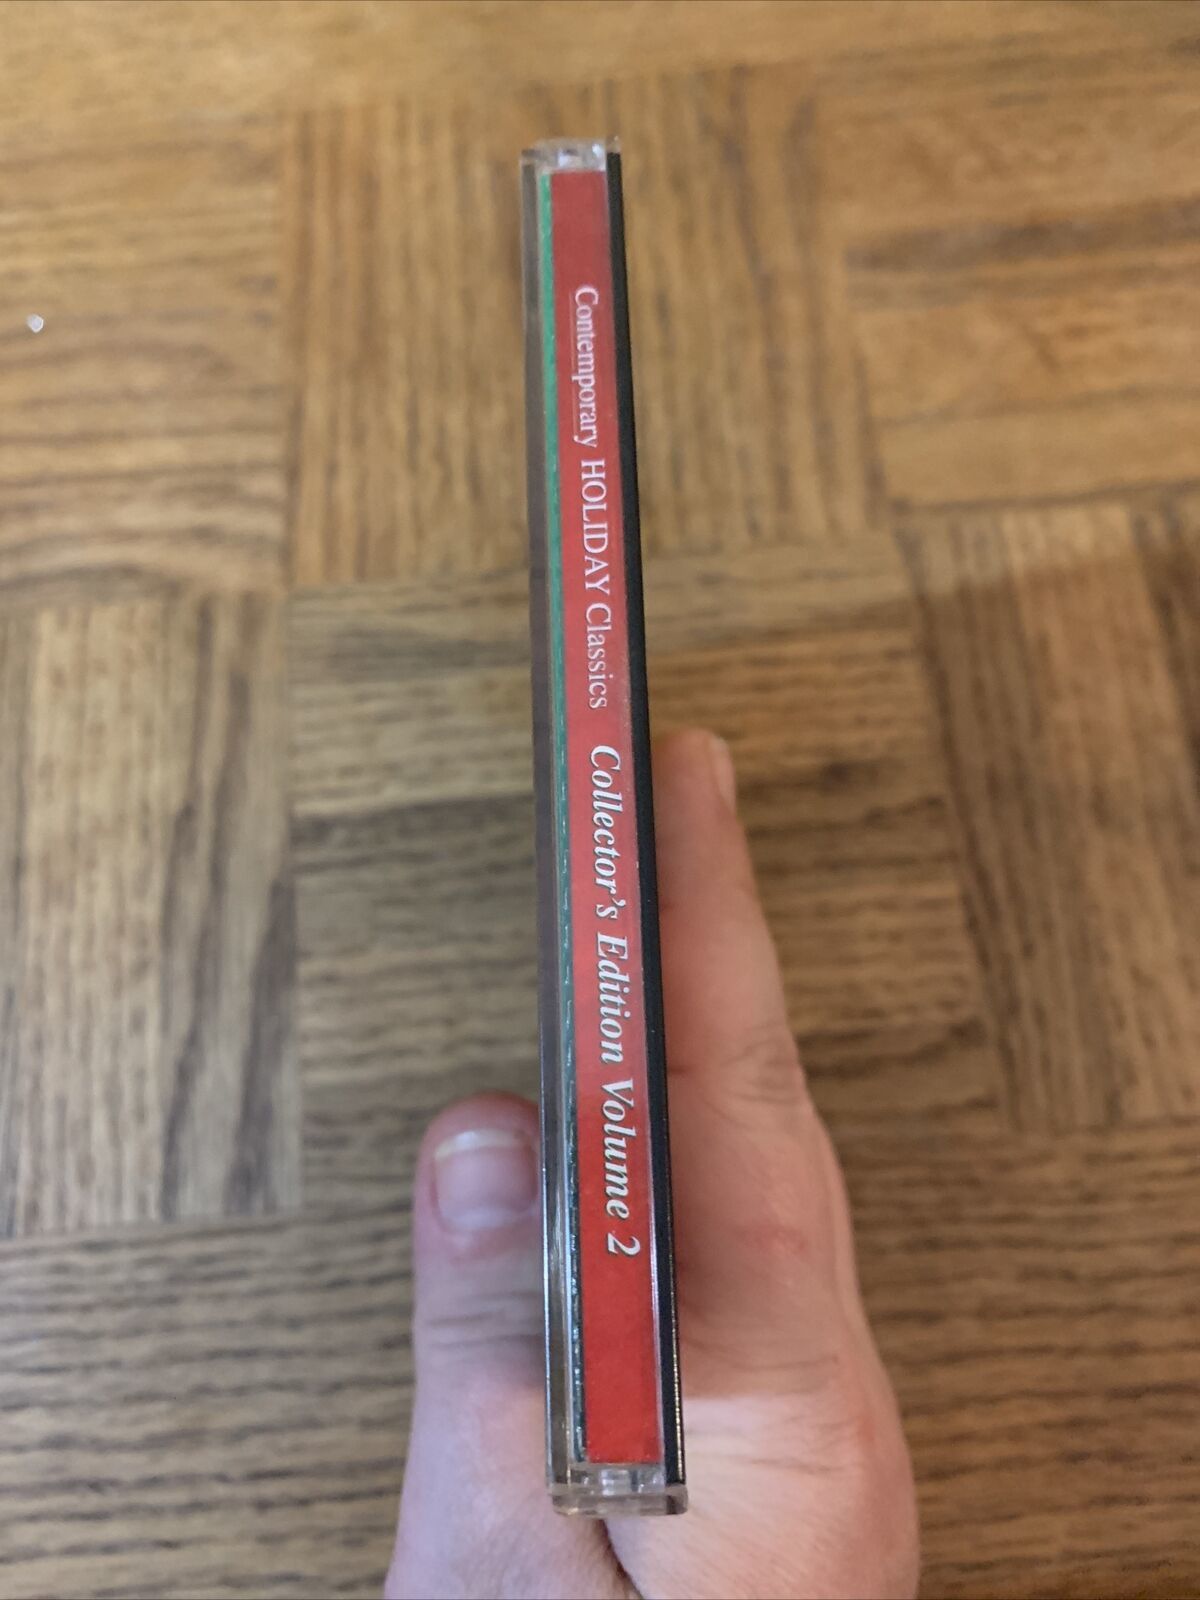 Contemporary HOLIDAY Classics Collector's Edition Volume 2